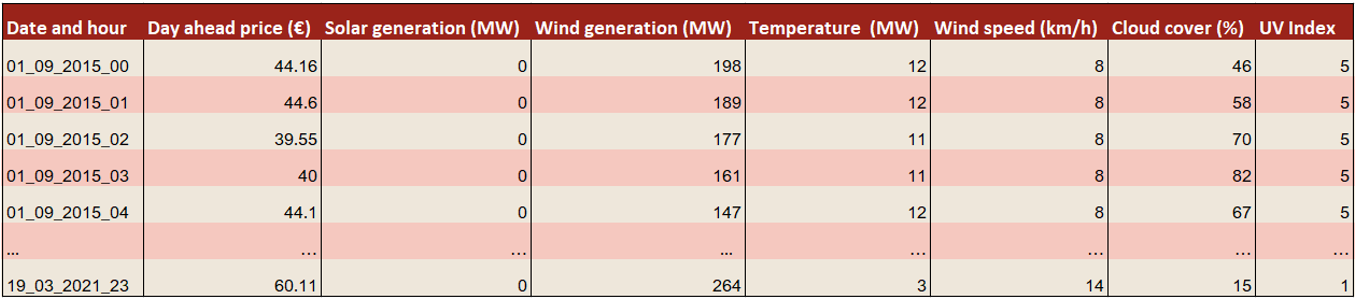 Date and hour Day ahead price (€) Solar generation (MW) Wind generation (MW) Temperature (MW) Wind speed (km/h) Cloud cover (%) UV Index
01_09_2015_00 44.16 0 198 12 8 46 5
01_09_2015_01 44.6 0 189 12 8 58 5
01_09_2015_02 39.55 0 177 11 8 70 5
01_09_2015_03 40 0 161 11 8 82 5
01_09_2015_04 44.1 0 147 12 8 67 5
... ... ... ... ... ... ... ...
19_03_2021_23 60.11 0 264 3 14 15 1